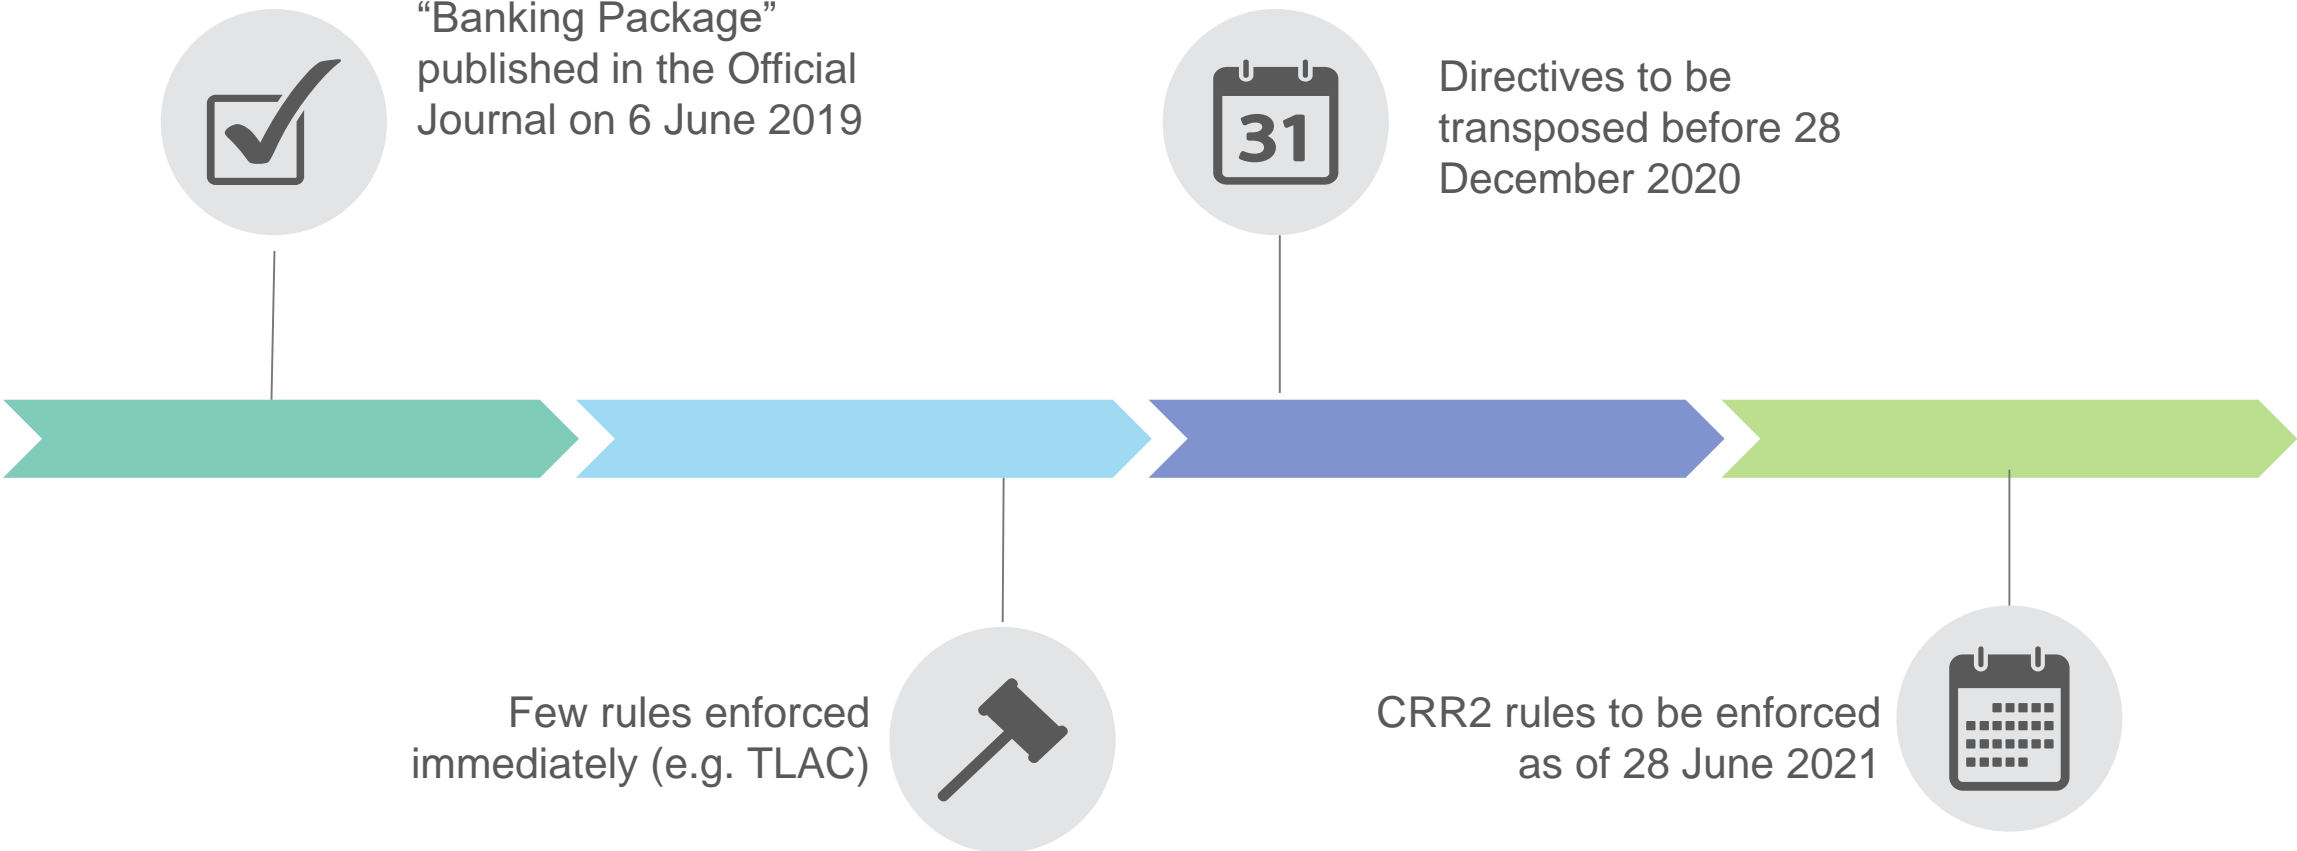 “Banking Package”
published in the Official
Journal on 6 June 2019
31
Directives to be
transposed before 28
December 2020
Few rules enforced
immediately (e.g. TLAC)
CRR2 rules to be enforced
as of 28 June 2021